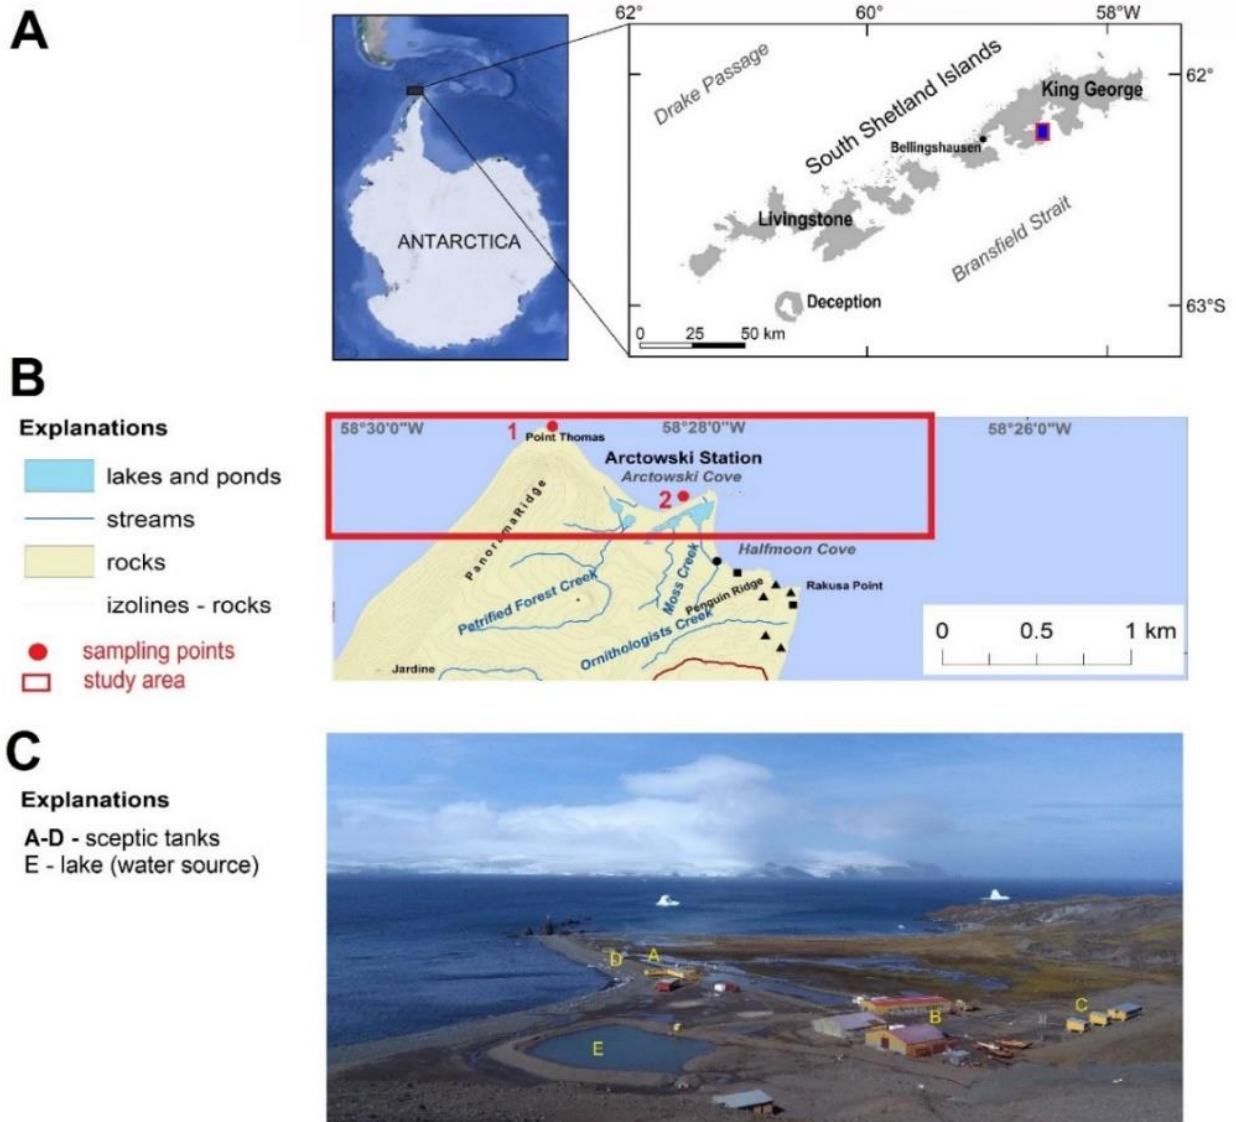 A
62°
60°
58°W
Drake Passage
South Shetland Islands
King George
62°
Bellingshausen
Livingstone
Bransfield Strait
ANTARCTICA
Deception
63°S
0 25 50 km
B
Explanations
lakes and ponds
streams
rocks
izolines - rocks
sampling points
study area
58°30'0"W
58°28'0"W
58°26'0"W
1
Point Thomas
Arctowski Station
Arctowski Cove
2
Panorama Ridge
Halfmoon Cove
Petrified Forest Creek
Moss Creek
Penguin Ridge
Rakusa Point
Ornithologists Creek
Jardine
0 0.5 1 km
C
Explanations
A-D - sceptic tanks
E - lake (water source)
D
A
B
C
E